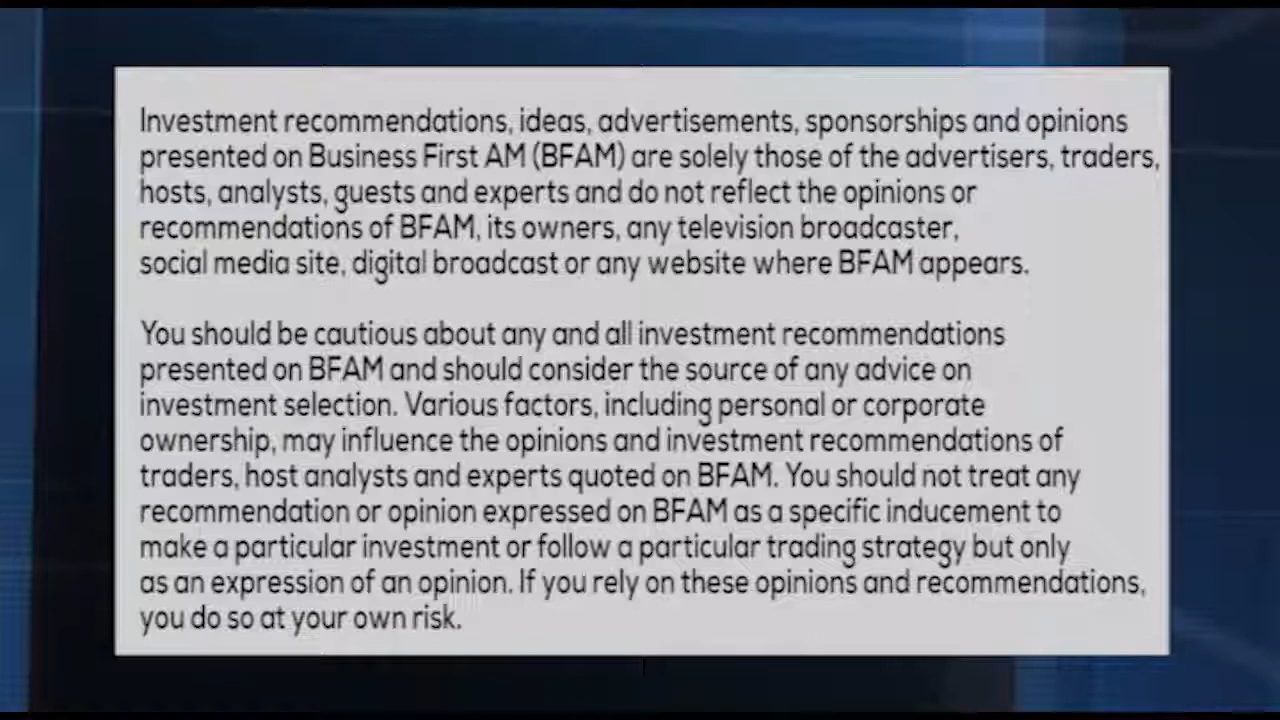 Investment recommendations, ideas, advertisements, sponsorships and opinions
presented on Business First AM (BFAM) are solely those of the advertisers, traders,
hosts, analysts, guests and experts and do not reflect the opinions or
recommendations of BFAM, its owners, any television broadcaster,
social media site, digital broadcast or any website where BFAM appears.
You should be cautious about any and all investment recommendations
presented on BFAM and should consider the source of any advice on
investment selection. Various factors, including personal or corporate
ownership, may influence the opinions and investment recommendations of
traders, host analysts and experts quoted on BFAM. You should not treat any
recommendation or opinion expressed on BFAM as a specific inducement to
make a particular investment or follow a particular trading strategy but only
as an expression of an opinion. If you rely on these opinions and recommendations,
you do so at your own risk.